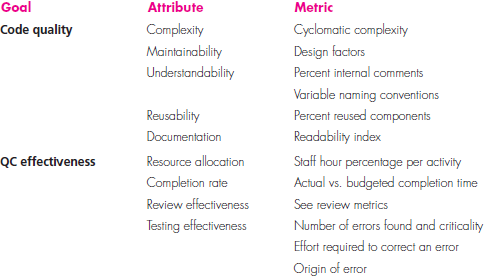 Goal Attribute Metric
Code quality Complexity Cyclomatic complexity
Maintainability Design factors
Understandability Percent internal comments
Variable naming conventions
Reusability Percent reused components
Documentation Readability index
QC effectiveness Resource allocation Staff hour percentage per activity
Completion rate Actual vs. budgeted completion time
Review effectiveness See review metrics
Testing effectiveness Number of errors found and criticality
Effort required to correct an error
Origin of error